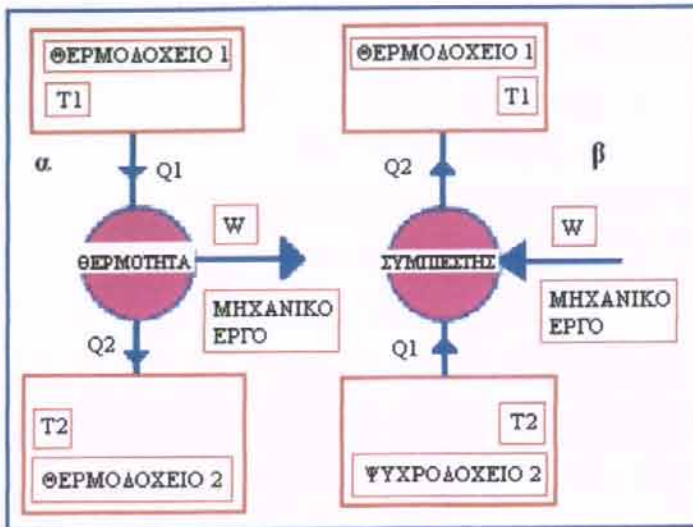 ΘΕΡΜΟΔΟΧΕΙΟ 1
T1
α
Q1
W
ΘΕΡΜΟΤΗΤΑ
ΜΗΧΑΝΙΚΟ
ΕΡΓΟ
Q2
T2
ΘΕΡΜΟΔΟΧΕΙΟ 2
ΘΕΡΜΟΔΟΧΕΙΟ 1
T1
β
Q2
W
ΣΥΜΠΙΕΣΤΗΣ
ΜΗΧΑΝΙΚΟ
ΕΡΓΟ
Q1
T2
ΨΥΧΡΟΔΟΧΕΙΟ 2